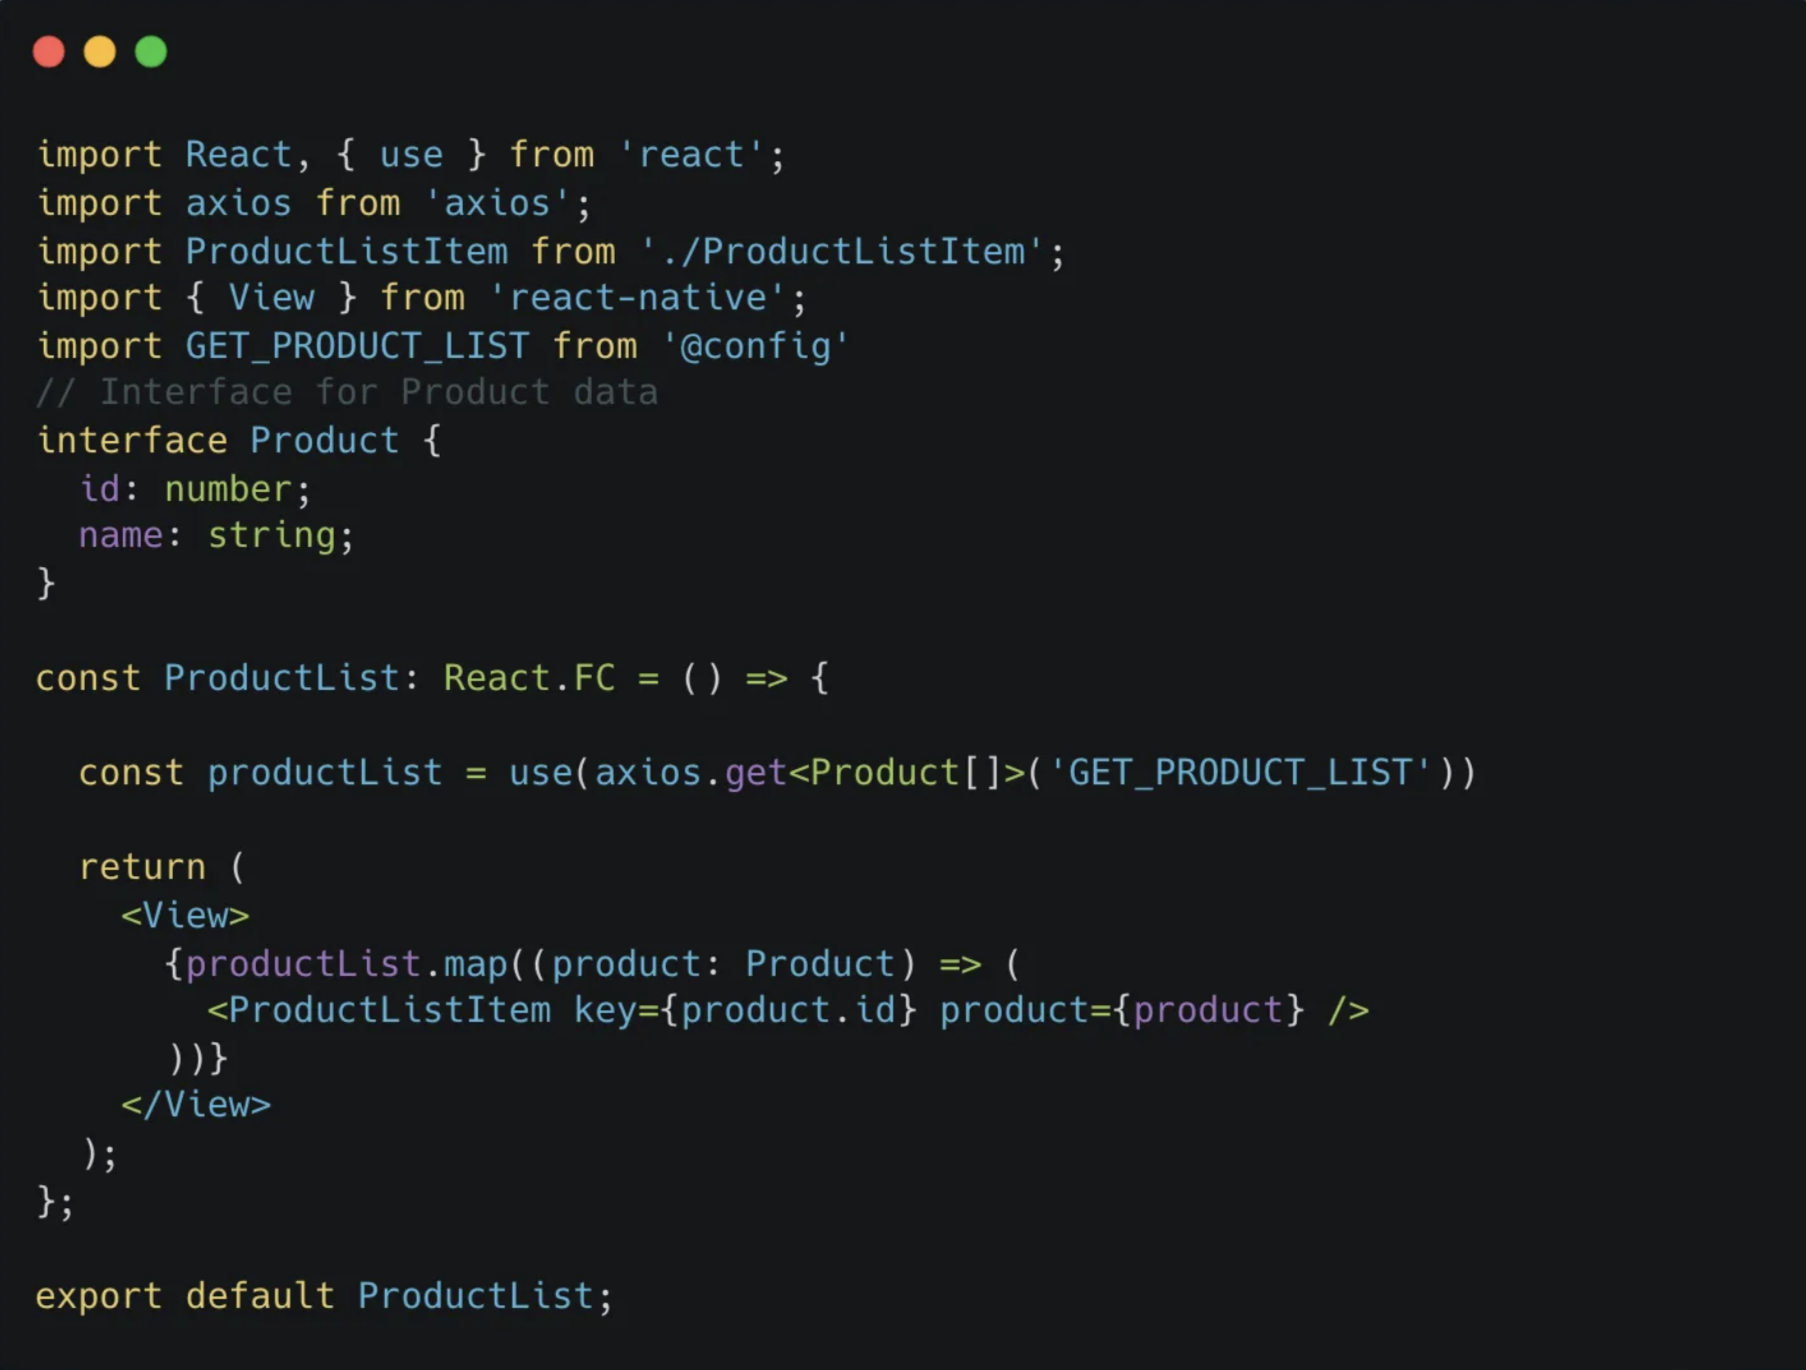 import React, { use } from 'react';
import axios from 'axios';
import ProductListItem from './ProductListItem';
import { View } from 'react-native';
import GET_PRODUCT_LIST from '@config'
// Interface for Product data
interface Product {
  id: number;
  name: string;
}

const ProductList: React.FC = () => {

  const productList = use(axios.get<Product[]>('GET_PRODUCT_LIST'))

  return (
    <View>
      {productList.map((product: Product) => (
        <ProductListItem key={product.id} product={product} />
      ))}
    </View>
  );
};

export default ProductList;